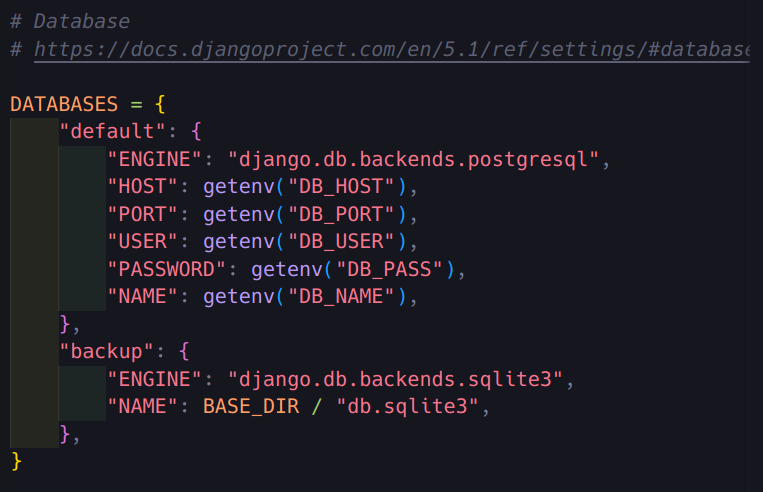 # Database
# https://docs.djangoproject.com/en/5.1/ref/settings/#database
DATABASES = {
"default": {
"ENGINE": "django.db.backends.postgresql",
"HOST": getenv("DB_HOST"),
"PORT": getenv("DB_PORT"),
"USER": getenv("DB_USER"),
"PASSWORD": getenv("DB_PASS"),
"NAME": getenv("DB_NAME"),
},
"backup": {
"ENGINE": "django.db.backends.sqlite3",
"NAME": BASE_DIR / "db.sqlite3",
},
}